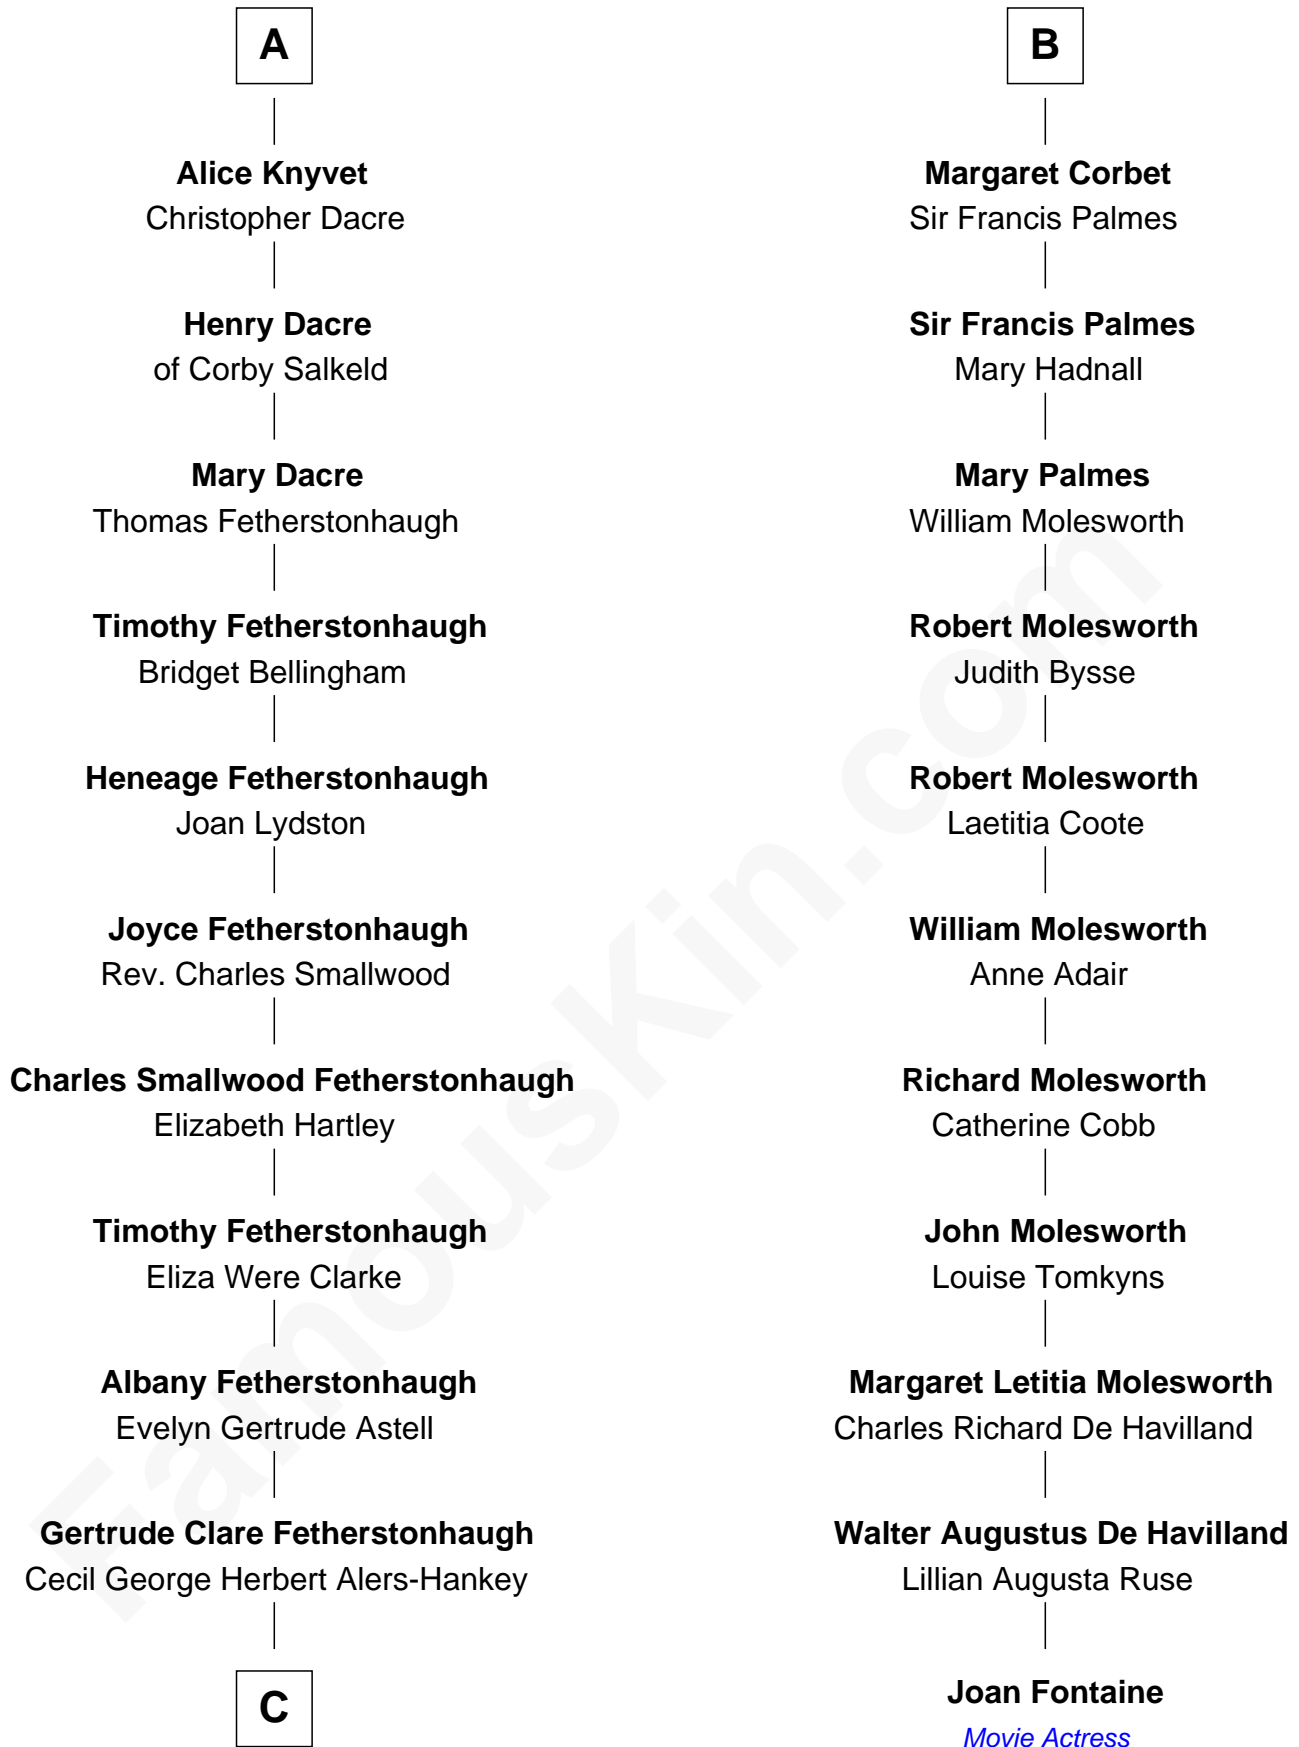 A
Alice Knyvet
Christopher Dacre
Henry Dacre
of Corby Salkeld
Mary Dacre
Thomas Fetherstonhaugh
Timothy Fetherstonhaugh
Bridget Bellingham
Heneage Fetherstonhaugh
Joan Lydston
Joyce Fetherstonhaugh
Rev. Charles Smallwood
Charles Smallwood Fetherstonhaugh
Elizabeth Hartley
Timothy Fetherstonhaugh
Eliza Were Clarke
Albany Fetherstonhaugh
Evelyn Gertrude Astell
Gertrude Clare Fetherstonhaugh
Cecil George Herbert Alers-Hankey
C
B
Margaret Corbet
Sir Francis Palmes
Sir Francis Palmes
Mary Hadnall
Mary Palmes
William Molesworth
Robert Molesworth
Judith Bysse
Robert Molesworth
Laetitia Coote
William Molesworth
Anne Adair
Richard Molesworth
Catherine Cobb
John Molesworth
Louise Tomkyns
Margaret Letitia Molesworth
Charles Richard De Havilland
Walter Augustus De Havilland
Lillian Augusta Ruse
Joan Fontaine
Movie Actress
FamousKin.com